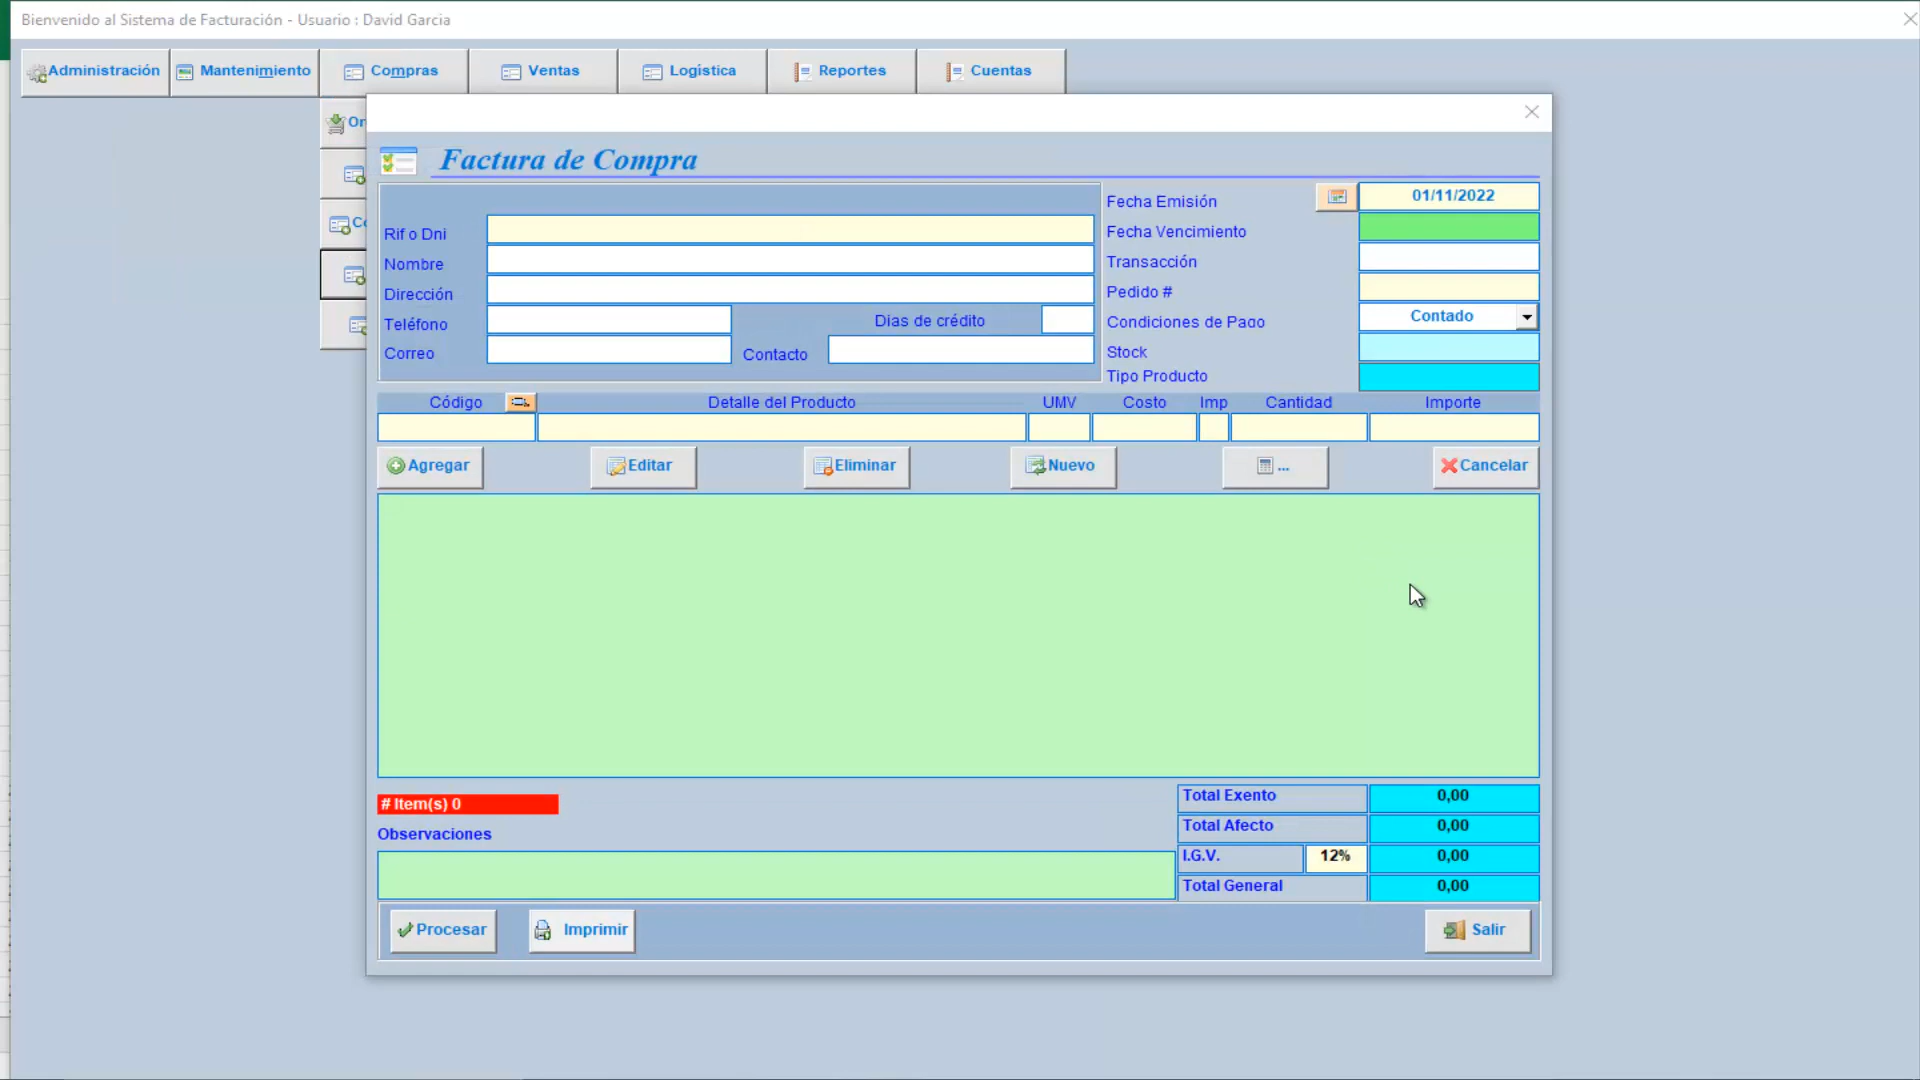 Bienvenido al Sistema de Facturación - Usuario : David Garcia
Administración Mantenimiento Compras Ventas Logística Reportes Cuentas
Factura de Compra
Rif o Dni
Nombre
Dirección
Teléfono Dias de crédito
Correo Contacto
Fecha Emisión 01/11/2022
Fecha Vencimiento
Transacción
Pedido #
Condiciones de Pago Contado
Stock
Tipo Producto
Código Detalle del Producto UMV Costo Imp Cantidad Importe
Agregar Editar Eliminar Nuevo ... Cancelar
# Item(s) 0
Observaciones
Total Exento 0,00
Total Afecto 0,00
I.G.V. 12% 0,00
Total General 0,00
Procesar Imprimir Salir